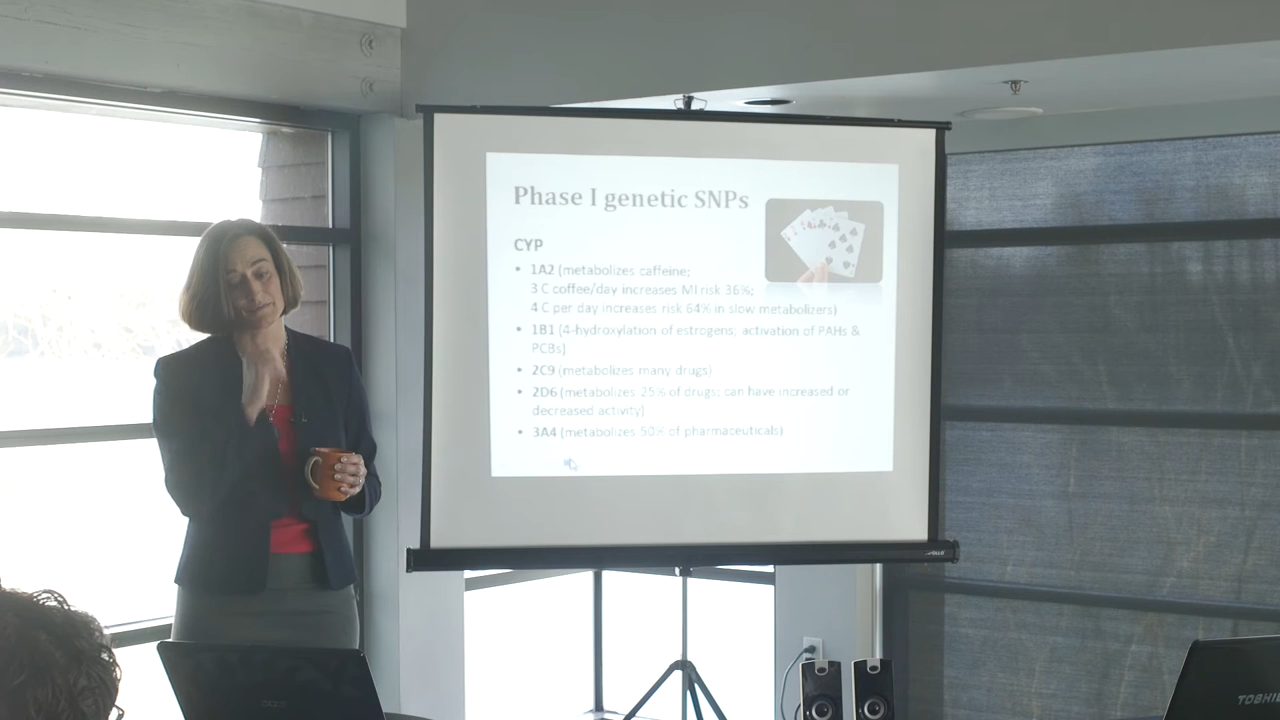 Phase I genetic SNPs
CYP
• 1A2 (metabolizes caffeine;
3 C coffee/day increases MI risk 36%;
4 C per day increases risk 64% in slow metabolizers)
• 1B1 (4-hydroxylation of estrogens; activation of PAHs &
PCBs)
• 2C9 (metabolizes many drugs)
• 2D6 (metabolizes 25% of drugs; can have increased or
decreased activity)
• 3A4 (metabolizes 50% of pharmaceuticals)